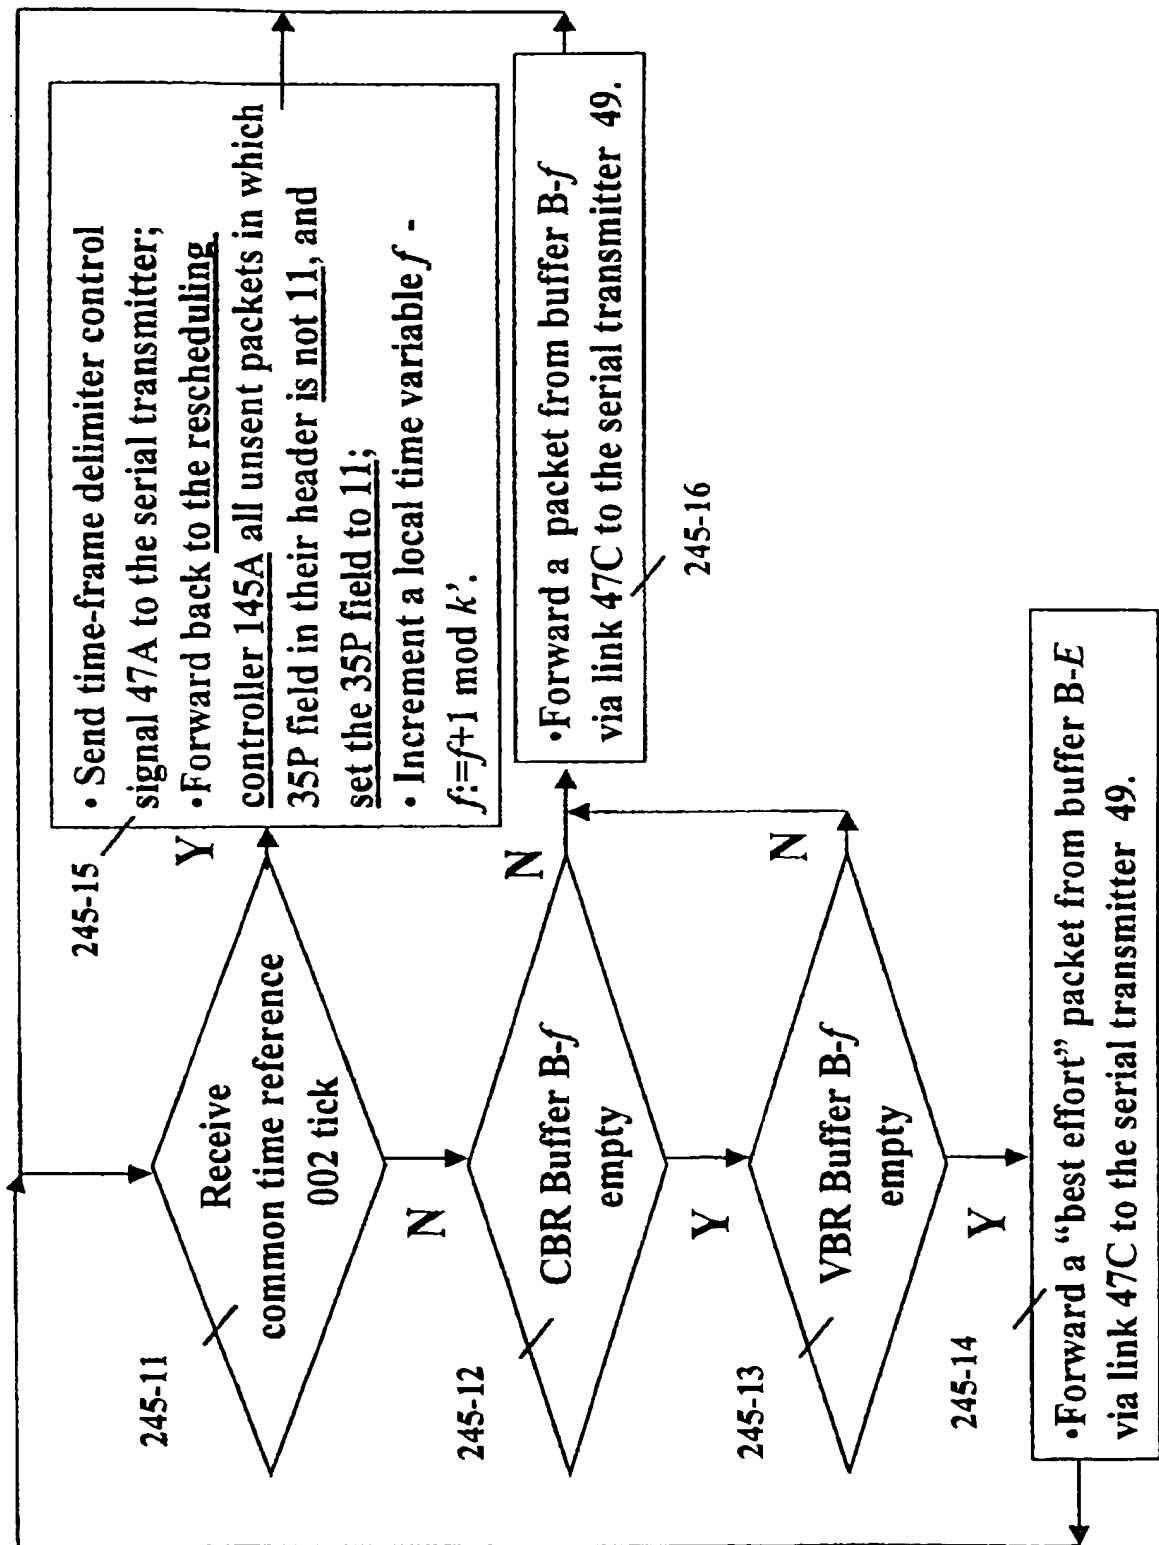 245-11
Receive
common time reference
002 tick
Y
N
245-15
• Send time-frame delimiter control
signal 47A to the serial transmitter;
•Forward back to the rescheduling
controller 145A all unsent packets in which
35P field in their header is not 11, and
set the 35P field to 11;
• Increment a local time variable f -
f:=f+1 mod k’.
245-12
CBR Buffer B-f
empty
N
Y
•Forward a packet from buffer B-f
via link 47C to the serial transmitter 49.
245-16
245-13
VBR Buffer B-f
empty
N
Y
245-14
•Forward a “best effort” packet from buffer B-E
via link 47C to the serial transmitter 49.